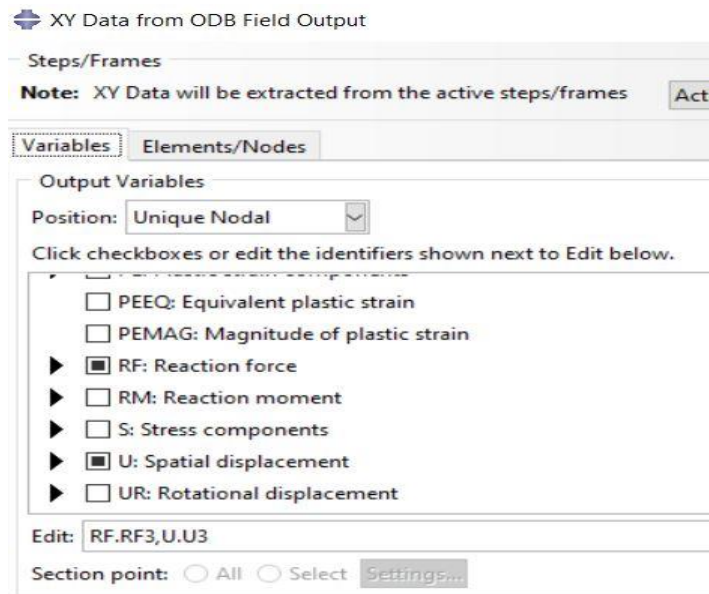 XY Data from ODB Field Output
Steps/Frames
Note: XY Data will be extracted from the active steps/frames
Act
Variables
Elements/Nodes
Output Variables
Position: Unique Nodal
Click checkboxes or edit the identifiers shown next to Edit below.
PEEQ: Equivalent plastic strain
PEMAG: Magnitude of plastic strain
RF: Reaction force
RM: Reaction moment
S: Stress components
U: Spatial displacement
UR: Rotational displacement
Edit: RF.RF3,U.U3
Section point: All Select Settings...